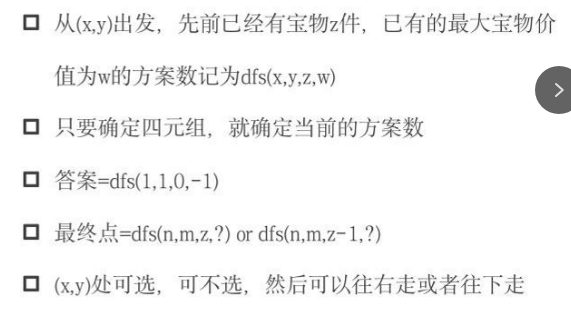 从(x,y)出发，先前已经有宝物z件，已有的最大宝物价
值为w的方案数记为dfs(x,y,z,w)
只要确定四元组，就确定当前的方案数
答案=dfs(1,1,0,-1)
最终点=dfs(n,m,z,?) or dfs(n,m,z-1,?)
(x,y)处可选，可不选，然后可以往右走或者往下走